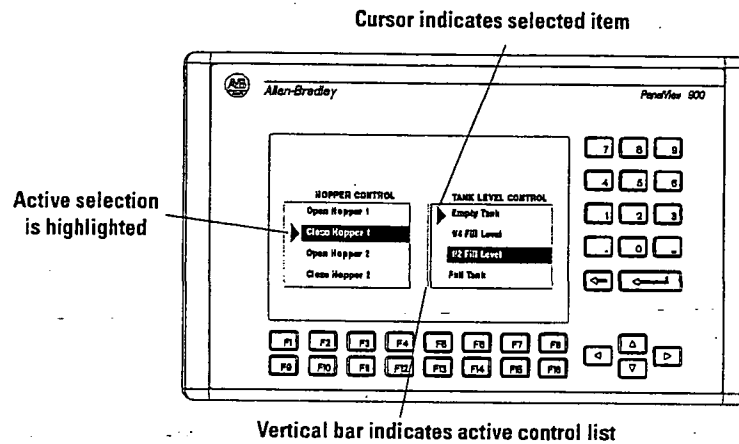 Cursor indicates selected item
A-B
Allen-Bradley
PanelView 900
7 8 9
4 5 6
1 2 3
. 0 -
HOPPER CONTROL
Open Hopper 1
Close Hopper 1
Open Hopper 2
Close Hopper 2
TANK LEVEL CONTROL
Empty Tank
1/4 Fill Level
1/2 Fill Level
Full Tank
Active selection
is highlighted
F1 F2 F3 F4 F5 F6 F7 F8
F9 F10 F11 F12 F13 F14 F15 F16
Vertical bar indicates active control list